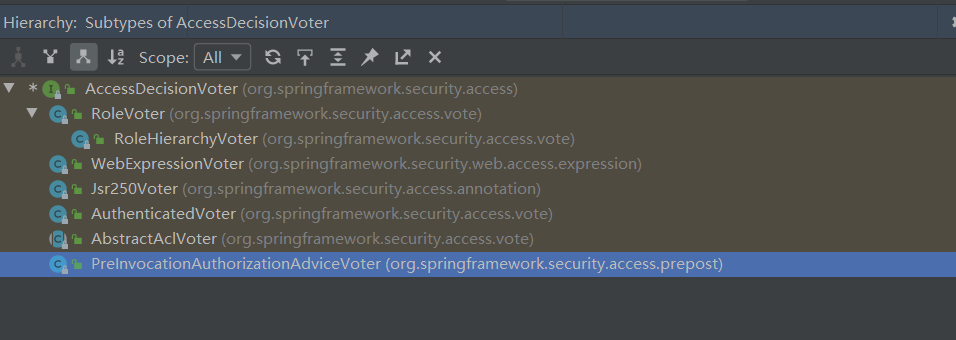 Hierarchy: Subtypes of AccessDecisionVoter
Scope: All
* AccessDecisionVoter (org.springframework.security.access)
RoleVoter (org.springframework.security.access.vote)
RoleHierarchyVoter (org.springframework.security.access.vote)
WebExpressionVoter (org.springframework.security.web.access.expression)
Jsr250Voter (org.springframework.security.access.annotation)
AuthenticatedVoter (org.springframework.security.access.vote)
AbstractAclVoter (org.springframework.security.access.vote)
PreInvocationAuthorizationAdviceVoter (org.springframework.security.access.prepost)